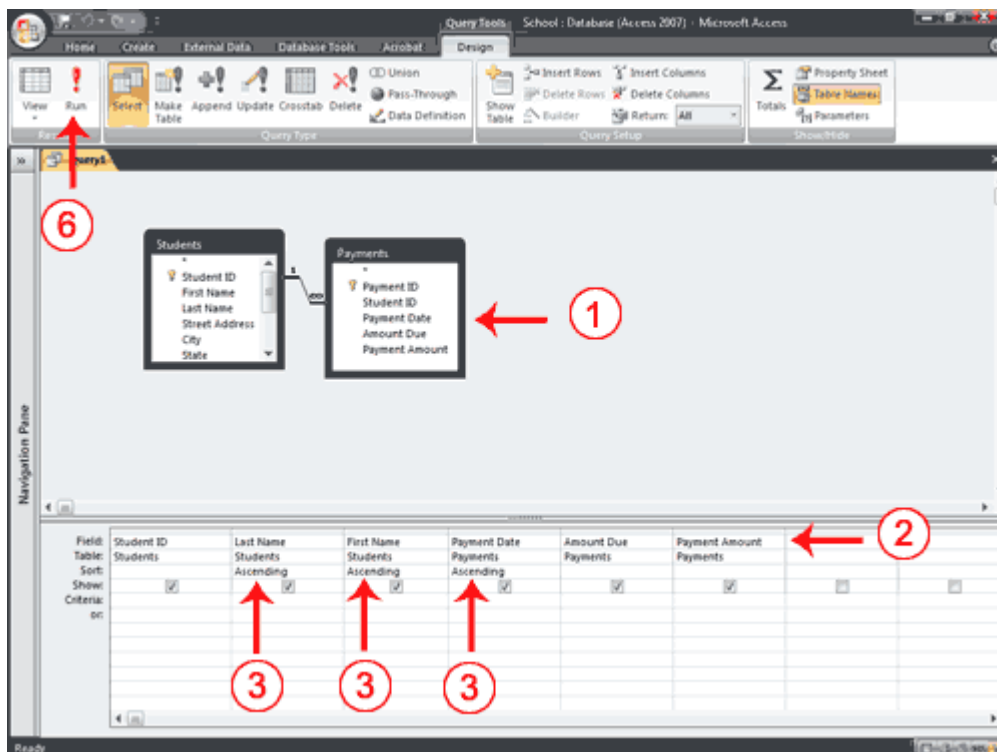 Query Tools School : Database (Access 2007) - Microsoft Access
Home Create External Data Database Tools Acrobat Design
View Run Select Make Table Append Update Crosstab Delete
Union
Pass-Through
Data Definition
Show Table
Insert Rows Insert Columns
Delete Rows Delete Columns
Builder Return: All
Totals
Property Sheet
Table Names
Parameters
Query Type Query Setup Show/Hide
» Query1
6
Students
*
Student ID
First Name
Last Name
Street Address
City
State
1 ∞
Payments
*
Payment ID
Student ID
Payment Date
Amount Due
Payment Amount
1
Navigation Pane
2
Field: Student ID Last Name First Name Payment Date Amount Due Payment Amount
Table: Students Students Students Payments Payments Payments
Sort: Ascending Ascending Ascending
Show:
Criteria:
or:
3 3 3
Ready